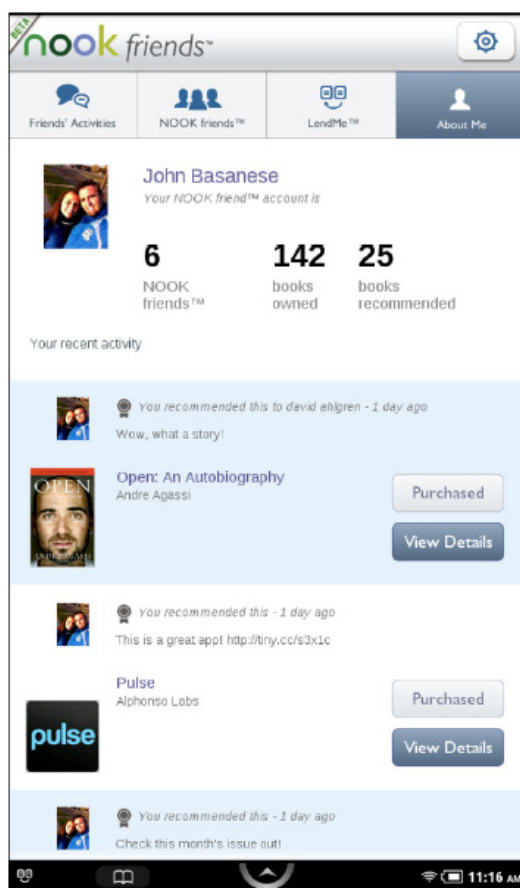 BETA
nook friends™
Friends' Activities
NOOK friends™
LendMe™
About Me
John Basanese
Your NOOK friend™ account is
6
NOOK
friends™
142
books
owned
25
books
recommended
Your recent activity
You recommended this to david ahlgren - 1 day ago
Wow, what a story!
OPEN
ANDRE AGASSI
Open: An Autobiography
Andre Agassi
Purchased
View Details
You recommended this - 1 day ago
This is a great app! http://tiny.cc/s3x1c
pulse
Pulse
Alphonso Labs
Purchased
View Details
You recommended this - 1 day ago
Check this month's issue out!
11:16 AM